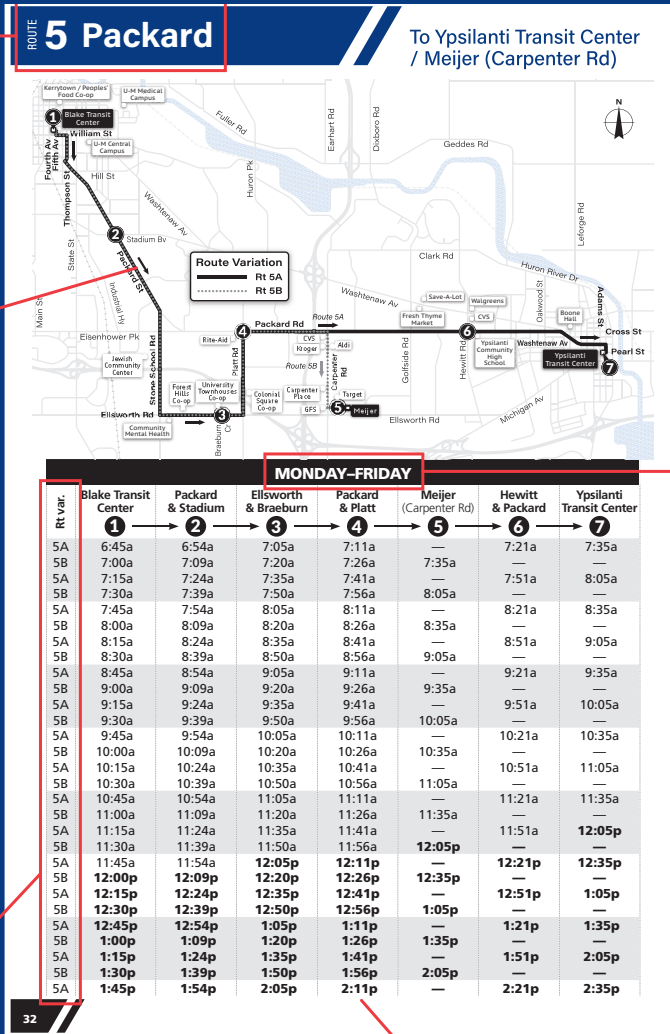 ROUTE 5 Packard
To Ypsilanti Transit Center
/ Meijer (Carpenter Rd)
Kerrytown / Peoples'
Food Co-op
U-M Medical
Campus
N
1 Blake Transit
Center
William St
U-M Central
Campus
Fourth Av
Fifth Av
Thompson St
Hill St
Fuller Rd
Huron Pk
Earhart Rd
Dixboro Rd
Geddes Rd
Washtenaw Av
2
Stadium Bv
State St
Packard St
Main St
Industrial Hy
Route Variation
Rt 5A
Rt 5B
Clark Rd
Leforge Rd
Huron River Dr
Washtenaw Av
Save-A-Lot
Walgreens
CVS
Fresh Thyme
Market
Oakwood St
Boone
Hall
Adams St
Cross St
Eisenhower Pk
Stone School Rd
Rite-Aid
4
Packard Rd
Route 5A
CVS
Kroger
Aldi
Route 5B
Carpenter
Rd
Platt Rd
Golfside Rd
6
Hewitt Rd
Ypsilanti
Community
High
School
Washtenaw Av
Ypsilanti
Transit Center
Pearl St
7
Jewish
Community
Center
Forest
Hills
Co-op
University
Townhouses
Co-op
Colonial
Square
Co-op
Carpenter
Place
GFS
Target
5
Meijer
Michigan Av
Ellsworth Rd
3
Ellsworth Rd
Community
Mental Health
Braeburn
Cr
MONDAY–FRIDAY
Rt var.
Blake Transit Center 1 Packard & Stadium 2 Ellsworth & Braeburn 3 Packard & Platt 4 Meijer (Carpenter Rd) 5 Hewitt & Packard 6 Ypsilanti Transit Center 7
5A 6:45a 6:54a 7:05a 7:11a — 7:21a 7:35a
5B 7:00a 7:09a 7:20a 7:26a 7:35a — —
5A 7:15a 7:24a 7:35a 7:41a — 7:51a 8:05a
5B 7:30a 7:39a 7:50a 7:56a 8:05a — —
5A 7:45a 7:54a 8:05a 8:11a — 8:21a 8:35a
5B 8:00a 8:09a 8:20a 8:26a 8:35a — —
5A 8:15a 8:24a 8:35a 8:41a — 8:51a 9:05a
5B 8:30a 8:39a 8:50a 8:56a 9:05a — —
5A 8:45a 8:54a 9:05a 9:11a — 9:21a 9:35a
5B 9:00a 9:09a 9:20a 9:26a 9:35a — —
5A 9:15a 9:24a 9:35a 9:41a — 9:51a 10:05a
5B 9:30a 9:39a 9:50a 9:56a 10:05a — —
5A 9:45a 9:54a 10:05a 10:11a — 10:21a 10:35a
5B 10:00a 10:09a 10:20a 10:26a 10:35a — —
5A 10:15a 10:24a 10:35a 10:41a — 10:51a 11:05a
5B 10:30a 10:39a 10:50a 10:56a 11:05a — —
5A 10:45a 10:54a 11:05a 11:11a — 11:21a 11:35a
5B 11:00a 11:09a 11:20a 11:26a 11:35a — —
5A 11:15a 11:24a 11:35a 11:41a — 11:51a 12:05p
5B 11:30a 11:39a 11:50a 11:56a 12:05p — —
5A 11:45a 11:54a 12:05p 12:11p — 12:21p 12:35p
5B 12:00p 12:09p 12:20p 12:26p 12:35p — —
5A 12:15p 12:24p 12:35p 12:41p — 12:51p 1:05p
5B 12:30p 12:39p 12:50p 12:56p 1:05p — —
5A 12:45p 12:54p 1:05p 1:11p — 1:21p 1:35p
5B 1:00p 1:09p 1:20p 1:26p 1:35p — —
5A 1:15p 1:24p 1:35p 1:41p — 1:51p 2:05p
5B 1:30p 1:39p 1:50p 1:56p 2:05p — —
5A 1:45p 1:54p 2:05p 2:11p — 2:21p 2:35p
32